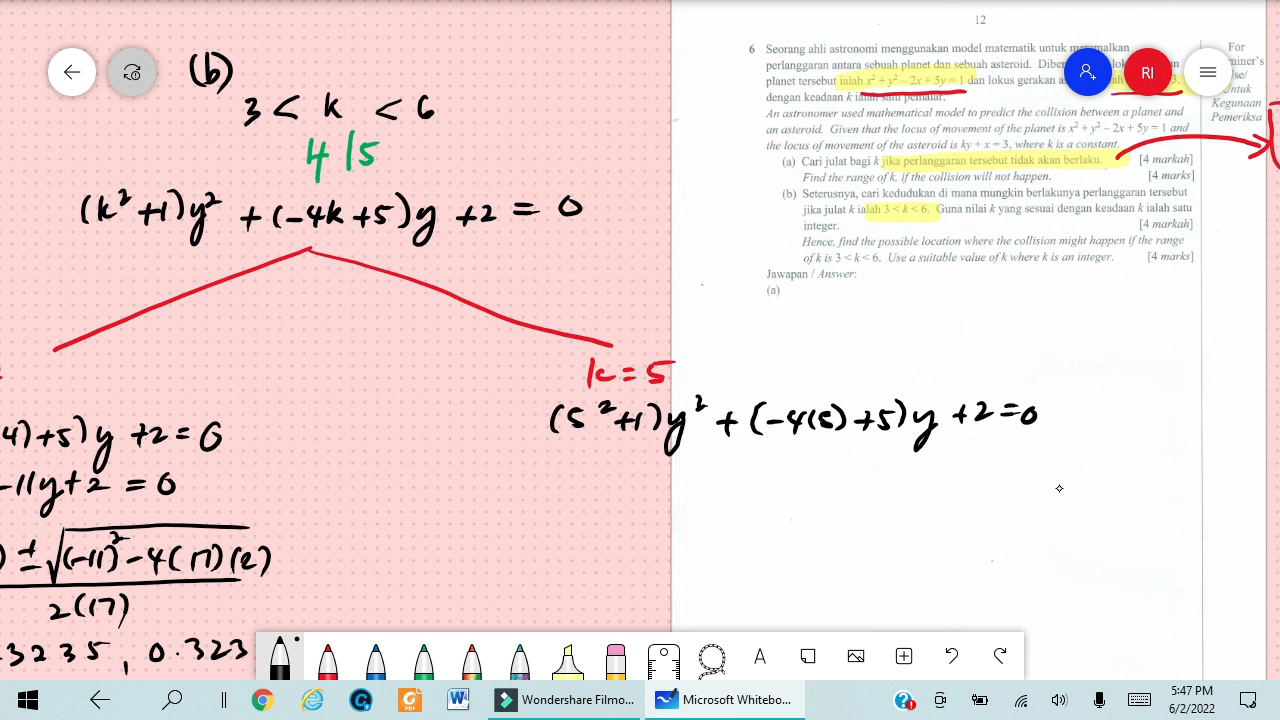 (b)
3 < k < 6
4 / 5
(k² + 1)y² + (-4k + 5)y + 2 = 0
k = 5
(5² + 1)y² + (-4(5) + 5)y + 2 = 0
4) + 5)y + 2 = 0
-11y + 2 = 0
) ± √(-11)² - 4(17)(2)
2(17)
.3235, 0.323
12
6 Seorang ahli astronomi menggunakan model matematik untuk
perlanggaran antara sebuah planet dan sebuah asteroid.
planet tersebut ialah x² + y² – 2x + 5y = 1 dan lokus gerakan
dengan keadaan k ialah satu pemalar.
An astronomer used mathematical model to predict the collision between a planet and
an asteroid. Given that the locus of movement of the planet is x² + y² – 2x + 5y = 1 and
the locus of movement of the asteroid is ky + x = 3, where k is a constant.
(a) Cari julat bagi k jika perlanggaran tersebut tidak akan berlaku. [4 markah]
Find the range of k, if the collision will not happen. [4 marks]
(b) Seterusnya, cari kedudukan di mana mungkin berlakunya perlanggaran tersebut
jika julat k ialah 3 < k < 6. Guna nilai k yang sesuai dengan keadaan k ialah satu
integer. [4 markah]
Hence, find the possible location where the collision might happen if the range
of k is 3 < k < 6. Use a suitable value of k where k is an integer. [4 marks]
Jawapan / Answer:
(a)
For
miner's
Use/
Untuk
Kegunaan
Pemeriksa
RI
Wondershare Filmo...
Microsoft Whitebo...
5:47 PM
6/2/2022